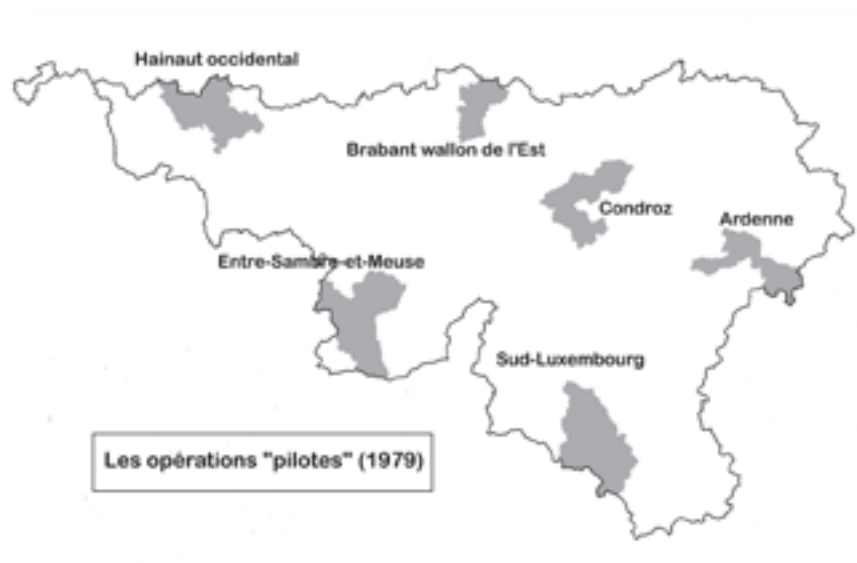 Hainaut occidental
Brabant wallon de l'Est
Condroz
Ardenne
Entre-Sambre-et-Meuse
Sud-Luxembourg
Les opérations "pilotes" (1979)